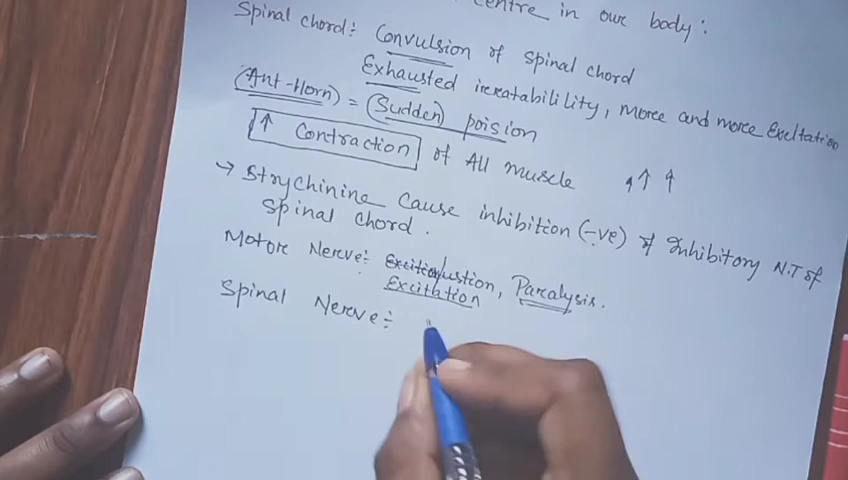 Centre in our body:
Spinal chord: Convulsion of spinal chord
Exhausted irratability, more and more Excitation
(Ant-Horn) = (Sudden) poision
↑ Contraction of All muscle ↑↑ ↑
→ Strychinine cause inhibition (-ve) of Inhibitory N.T of
Spinal chord.
Motor Nerve: ustion, Paralysis.
Excitation
Spinal Nerve: